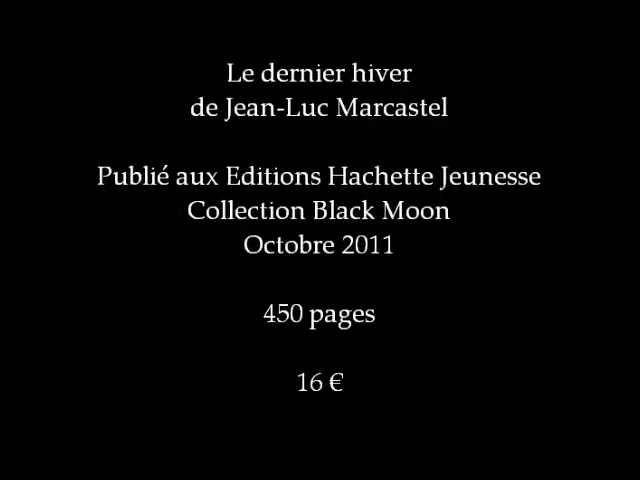 Le dernier hiver
de Jean-Luc Marcastel
Publié aux Editions Hachette Jeunesse
Collection Black Moon
Octobre 2011
450 pages
16 €